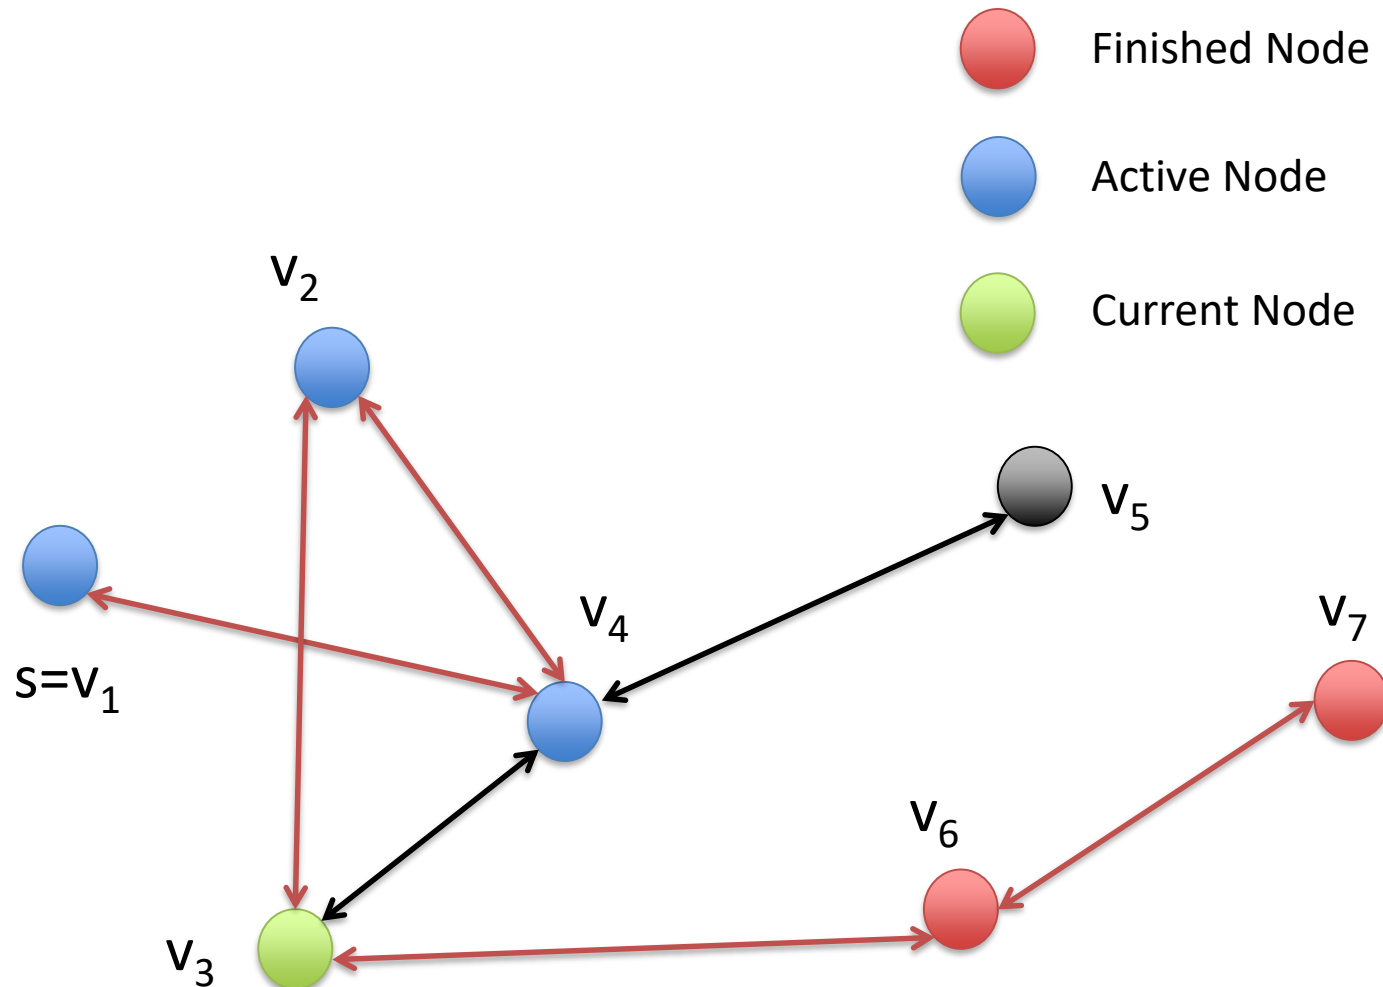 Finished Node
Active Node
Current Node
v₂
v₅
v₄
v₇
s=v₁
v₆
v₃